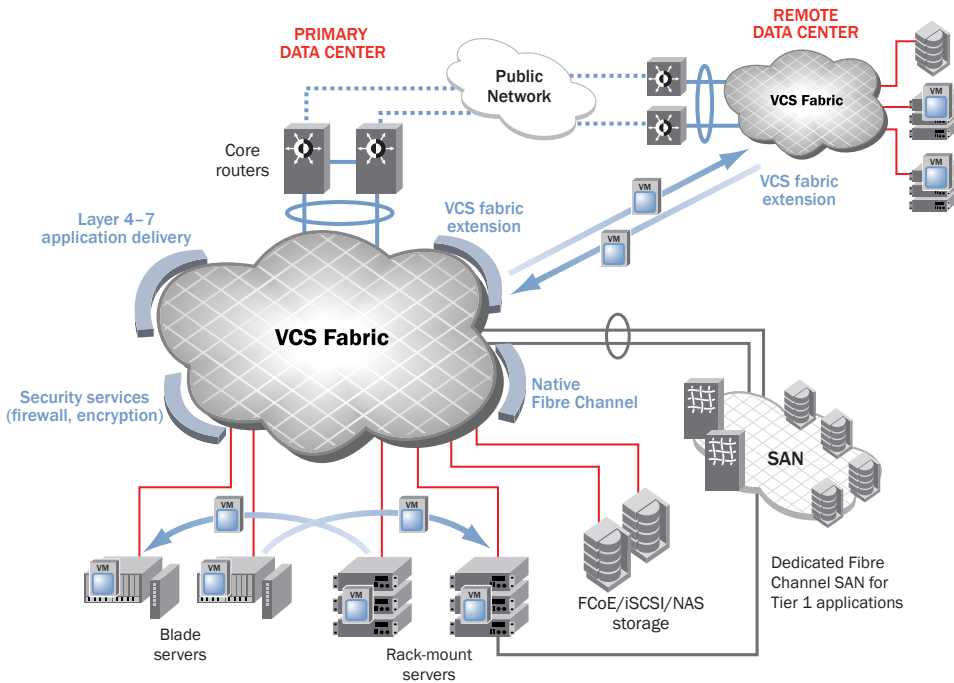 PRIMARY
DATA CENTER
REMOTE
DATA CENTER
Public
Network
VCS Fabric
VM
VM
Core
routers
VCS fabric
extension
VM
VM
Layer 4–7
application delivery
VCS fabric
extension
VCS Fabric
Security services
(firewall, encryption)
Native
Fibre Channel
SAN
VM
VM
VM
VM
VM
VM
Blade
servers
Rack-mount
servers
FCoE/iSCSI/NAS
storage
Dedicated Fibre
Channel SAN for
Tier 1 applications